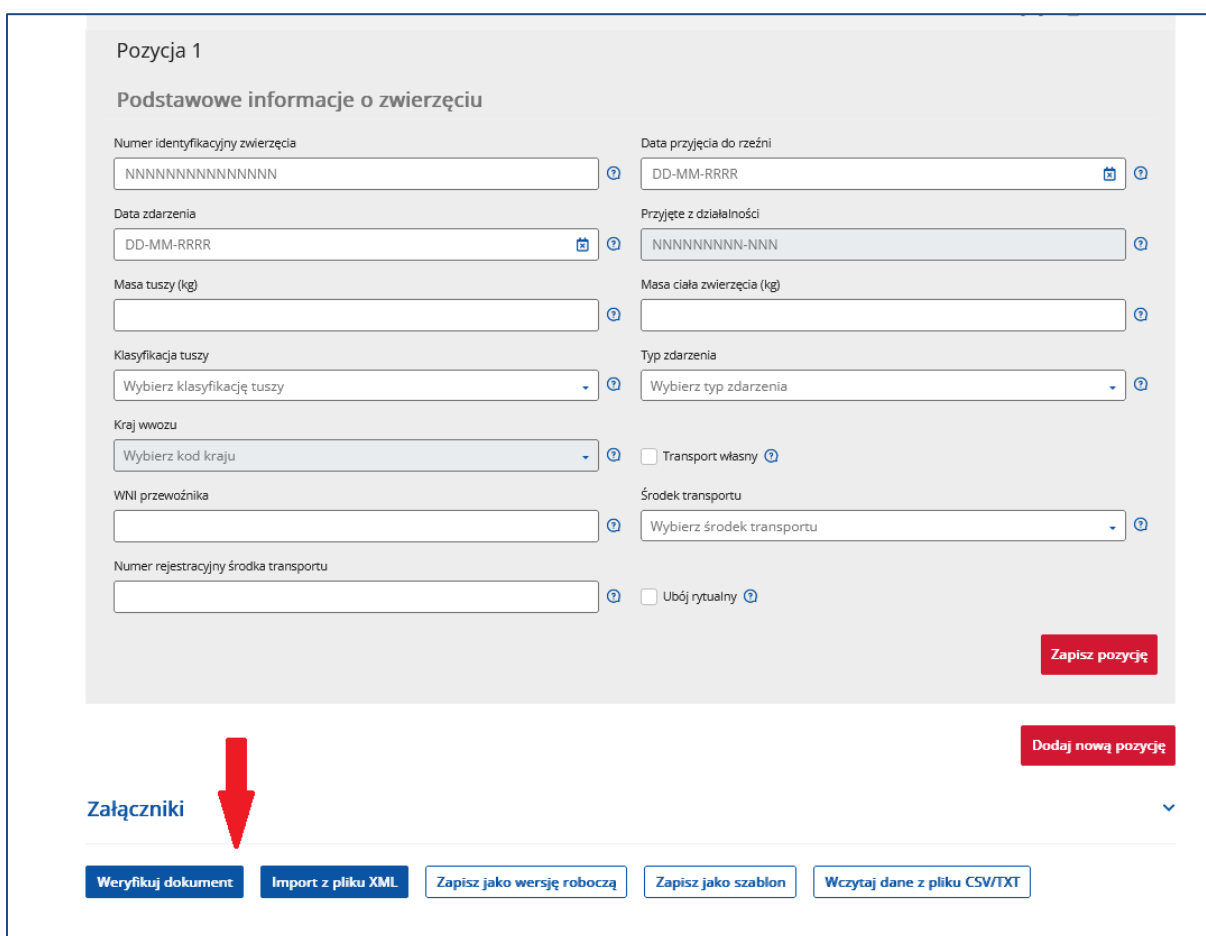 Pozycja 1
Podstawowe informacje o zwierzęciu
Numer identyfikacyjny zwierzęcia
Data przyjęcia do rzeźni
NNNNNNNNNNNNNNN
DD-MM-RRRR
Data zdarzenia
Przyjęte z działalności
DD-MM-RRRR
NNNNNNNNN-NNN
Masa tuszy (kg)
Masa ciała zwierzęcia (kg)
Klasyfikacja tuszy
Typ zdarzenia
Wybierz klasyfikację tuszy
Wybierz typ zdarzenia
Kraj wwozu
Wybierz kod kraju
Transport własny
WNI przewoźnika
Środek transportu
Wybierz środek transportu
Numer rejestracyjny środka transportu
Ubój rytualny
Zapisz pozycję
Dodaj nową pozycję
Załączniki
Weryfikuj dokument
Import z pliku XML
Zapisz jako wersję roboczą
Zapisz jako szablon
Wczytaj dane z pliku CSV/TXT